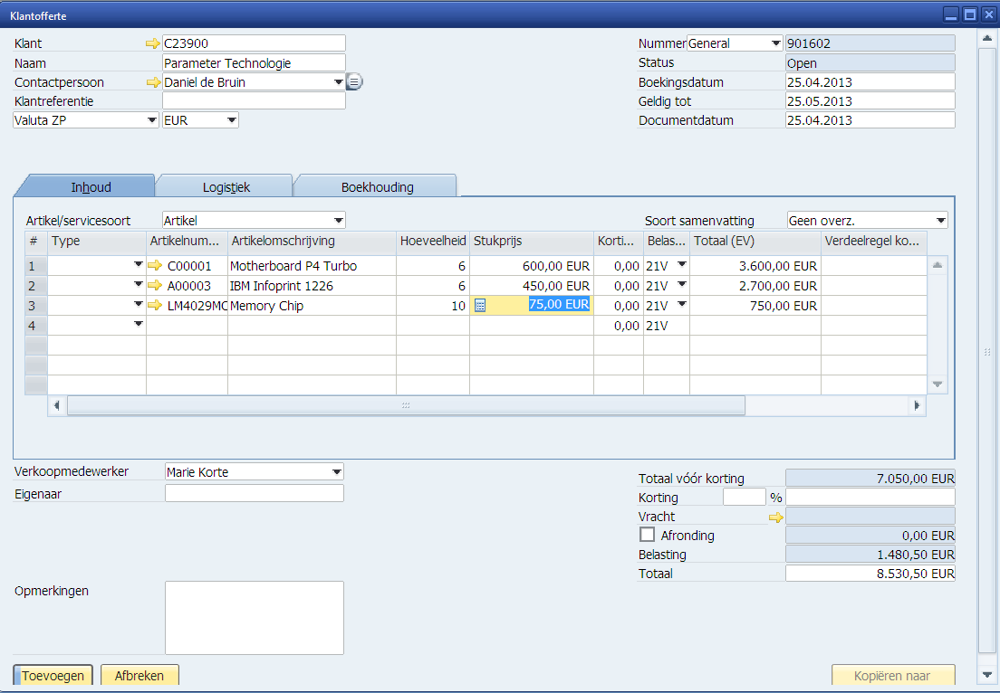 Klantofferte
Klant C23900 Nummer General 901602
Naam Parameter Technologie Status Open
Contactpersoon Daniel de Bruin Boekingsdatum 25.04.2013
Klantreferentie Geldig tot 25.05.2013
Valuta ZP EUR Documentdatum 25.04.2013
Inhoud Logistiek Boekhouding
Artikel/servicesoort Artikel Soort samenvatting Geen overz.
# Type Artikelnum... Artikelomschrijving Hoeveelheid Stukprijs Korti... Belas... Totaal (EV) Verdeelregel ko...
1 C00001 Motherboard P4 Turbo 6 600,00 EUR 0,00 21V 3.600,00 EUR
2 A00003 IBM Infoprint 1226 6 450,00 EUR 0,00 21V 2.700,00 EUR
3 LM4029MC Memory Chip 10 75,00 EUR 0,00 21V 750,00 EUR
4 0,00 21V
Verkoopmedewerker Marie Korte
Eigenaar
Totaal vóór korting 7.050,00 EUR
Korting %
Vracht
Afronding 0,00 EUR
Belasting 1.480,50 EUR
Totaal 8.530,50 EUR
Opmerkingen
Toevoegen Afbreken Kopiëren naar